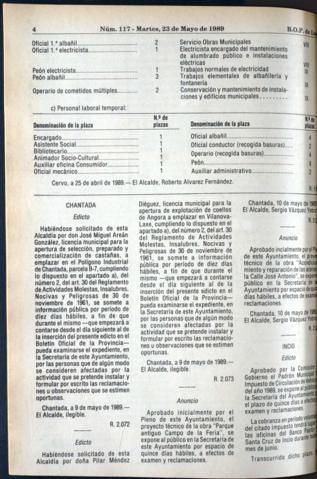 4 Núm. 117 - Martes, 23 de Mayo de 1989 B.O.P. de
Oficial 1.ª albañil 2 Servicio Obras Municipales
Oficial 1.ª electricista 1 Electricista encargado del mantenimiento
de alumbrado público e instalaciones
eléctricas
Peón electricista 1 Trabajos normales de electricidad
Peón albañil 3 Trabajos elementales de albañilería y
fontanería
Operario de cometidos múltiples 2 Conservación y mantenimiento de instala-
ciones y edificios municipales
c) Personal laboral temporal:
Denominación de la plaza N.º de plazas
Encargado 1
Asistente Social 1
Bibliotecario 1
Animador Socio-Cultural 1
Auxiliar oficina Consumidor 1
Oficial mecánico 1
Denominación de la plaza N.º de plazas
Oficial albañil
Oficial conductor (recogida basuras)
Operario (recogida basuras)
Peón
Auxiliar administrativo
Cervo, a 25 de abril de 1989.— El Alcalde, Roberto Alvarez Fernández.
CHANTADA
Edicto
Habiéndose solicitado de esta
Alcaldía por don José Miguel Areán
González, licencia municipal para la
apertura de selección, preparado y
comercialización de castañas, a
emplazar en el Polígono Industrial
de Chantada, parcela B-7, cumpliendo
lo dispuesto en el apartado a), del
número 2, del art. 30 del Reglamento
de Actividades Molestas, Insalubres,
Nocivas y Peligrosas de 30 de
noviembre de 1961, se somete a
información pública por período
de diez días hábiles, a fin de que
durante el mismo —que empezará a
contarse desde el día siguiente al de la
inserción del presente edicto en el
Boletín Oficial de la Provincia—
pueda examinarse el expediente, en
la Secretaría de este Ayuntamiento,
por las personas que de algún modo
se consideren afectadas por la
actividad que se pretende instalar y
formular por escrito las reclamacio-
nes u observaciones que se estimen
oportunas.
Chantada, a 9 de mayo de 1989.—
El Alcalde, ilegible.
R. 2.072
Edicto
Habiéndose solicitado de esta
Alcaldía por doña Pilar Méndez
Diéguez, licencia municipal para la
apertura de explotación de conejos
de Angora a emplazar en Vilanova-
Laxe, cumpliendo lo dispuesto en el
apartado a), del número 2, del art. 30
del Reglamento de Actividades
Molestas, Insalubres, Nocivas y
Peligrosas de 30 de noviembre de
1961, se somete a información
pública por período de diez días
hábiles, a fin de que durante el
mismo —que empezará a contarse
desde el día siguiente al de la
inserción del presente edicto en el
Boletín Oficial de la Provincia—
pueda examinarse el expediente, en
la Secretaría de este Ayuntamiento,
por las personas que de algún modo
se consideren afectadas por la
actividad que se pretende instalar y
formular por escrito las reclamacio-
nes u observaciones que se estimen
oportunas.
Chantada, a 9 de mayo de 1989.—
El Alcalde, ilegible.
R. 2.073
Anuncio
Aprobado inicialmente por el
Pleno de este Ayuntamiento, el
proyecto técnico de la obra "Parque
antiguo Campo de la Feria", se
expone al público en la Secretaría de
este Ayuntamiento por espacio de
quince días hábiles, a efectos de
examen y reclamaciones.
Chantada, 10 de mayo de
El Alcalde, Sergio Vázquez
Anuncio
Aprobado inicialmente por
de este Ayuntamiento, el
técnico de la obra
miento y reparación de las aceras
la Calle José Antonio", se expone
público en la Secretaría de
Ayuntamiento por espacio de
días hábiles, a efectos de examen
reclamaciones.
Chantada, 10 de mayo de
El Alcalde, Sergio Vázquez
INCIO
Edicto
Aprobado por la Comisión
Gobierno el Padrón Municipal
Impuesto de Circulación de
del año 1989, se expone al
el plazo de quince días a efectos
examen y reclamaciones.
La cobranza en período
del citado impuesto tendrá
las oficinas del Banco
Santa Cruz de Incio durante
mes de junio.
Transcurrido dicho plazo,